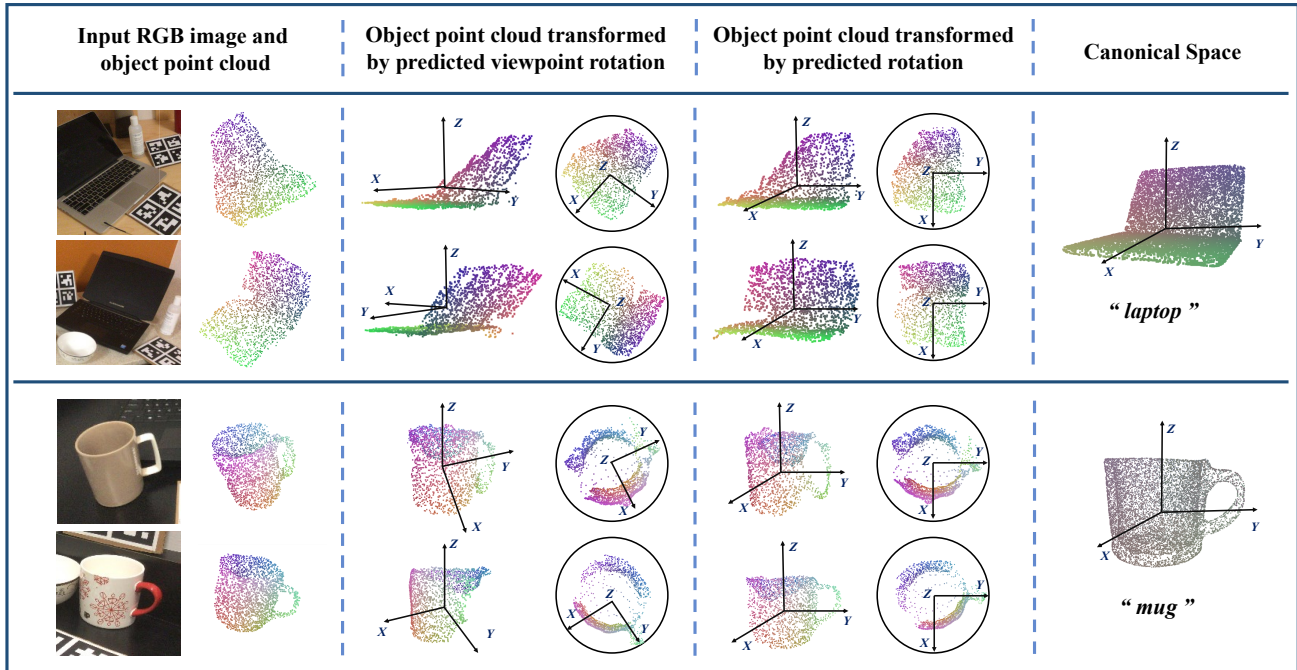 Input RGB image and
object point cloud
Object point cloud transformed
by predicted viewpoint rotation
Object point cloud transformed
by predicted rotation
Canonical Space
Z
X
Y
Z
X
Y
Z
X
Y
Z
Y
X
Z
X
Y
Z
X
Y
Z
X
Y
Z
X
Y
Z
Y
X
“ laptop ”
Z
Y
X
Y
Z
X
Z
X
Y
Y
Z
X
Z
X
Y
Z
X
Y
X
Z
Y
Z
X
Y
Y
Z
X
“ mug ”